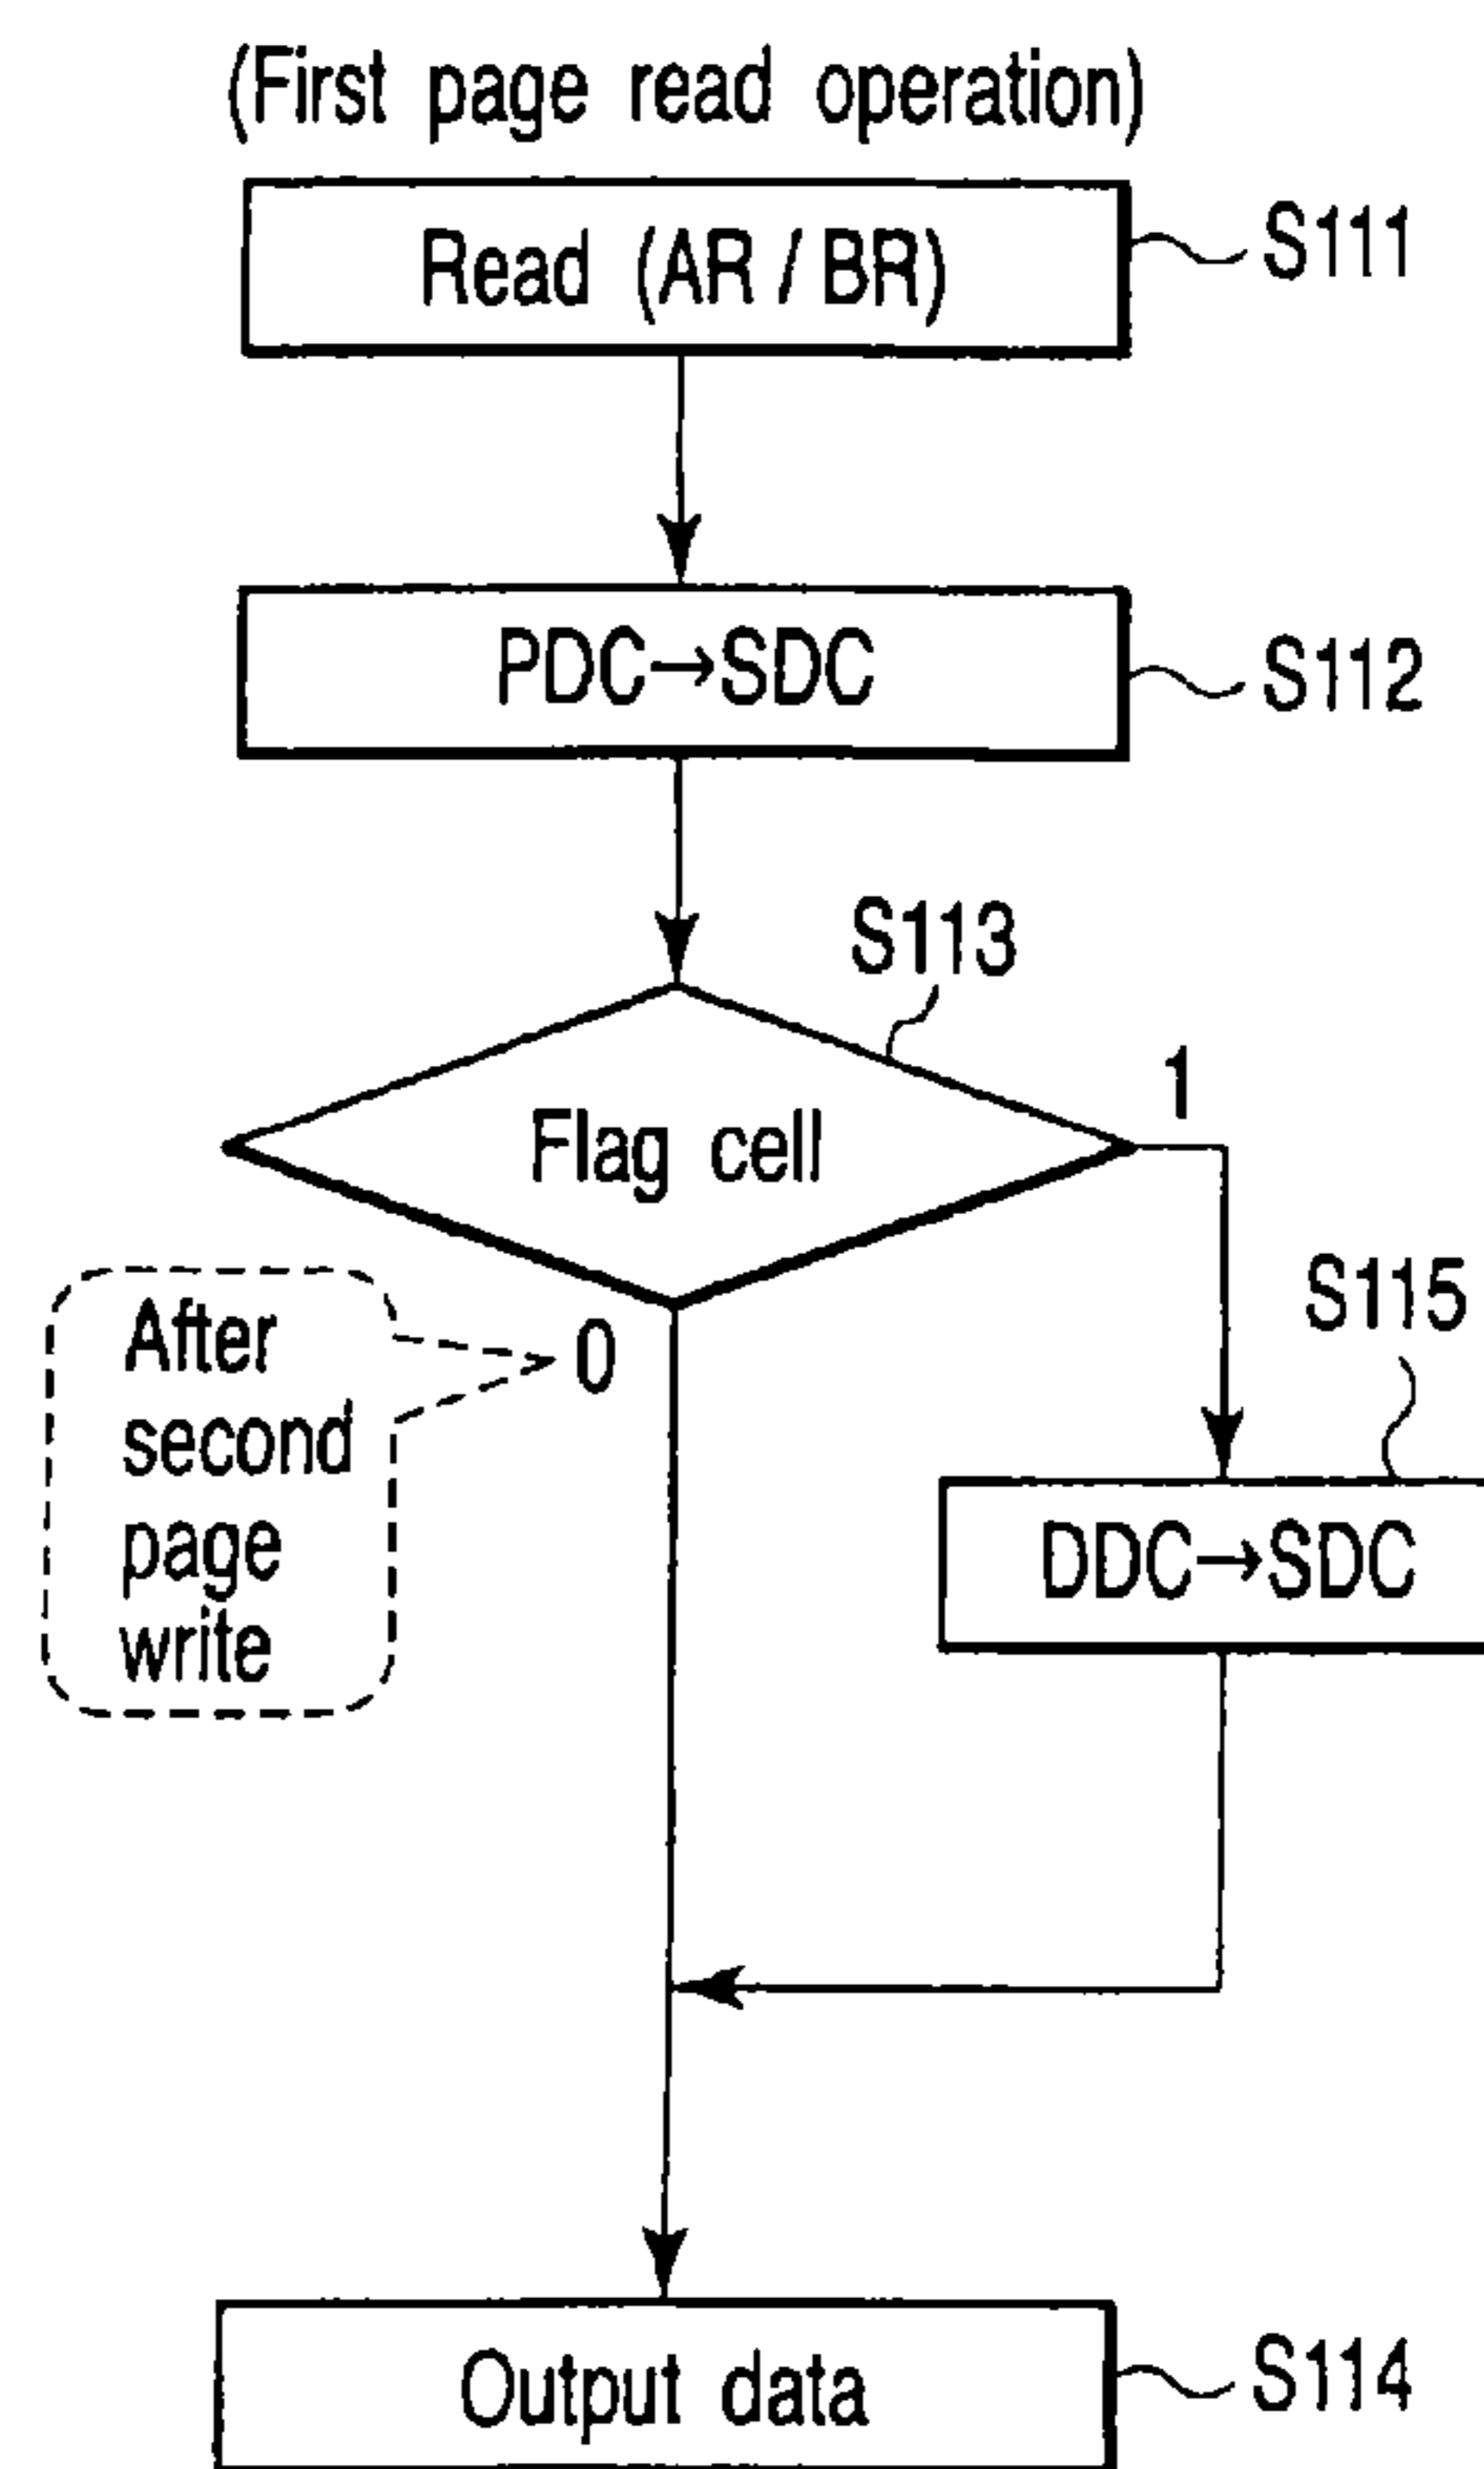 (First page read operation)
Read (AR / BR)
S111
PDC→SDC
S112
S113
Flag cell
1
0
After
second
page
write
S115
DDC→SDC
Output data
S114